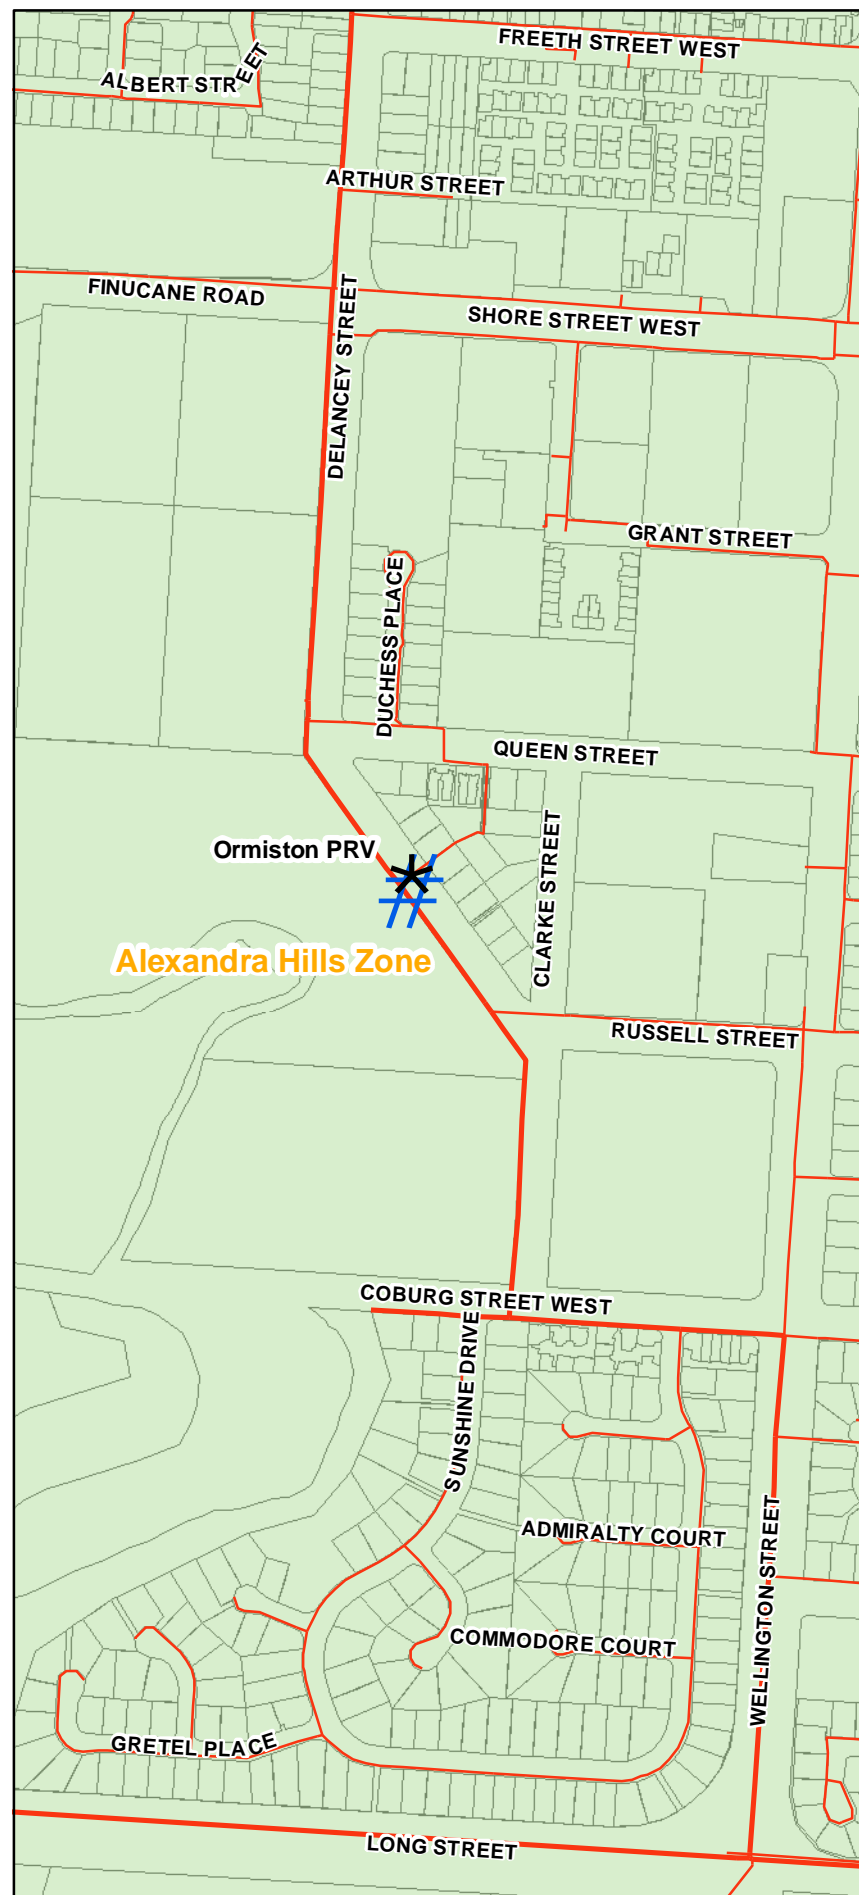 FREETH STREET WEST
ALBERT STREET
ARTHUR STREET
FINUCANE ROAD
SHORE STREET WEST
DELANCEY STREET
GRANT STREET
DUCHESS PLACE
QUEEN STREET
Ormiston PRV
CLARKE STREET
Alexandra Hills Zone
RUSSELL STREET
COBURG STREET WEST
SUNSHINE DRIVE
ADMIRALTY COURT
WELLINGTON STREET
COMMODORE COURT
GRETEL PLACE
LONG STREET